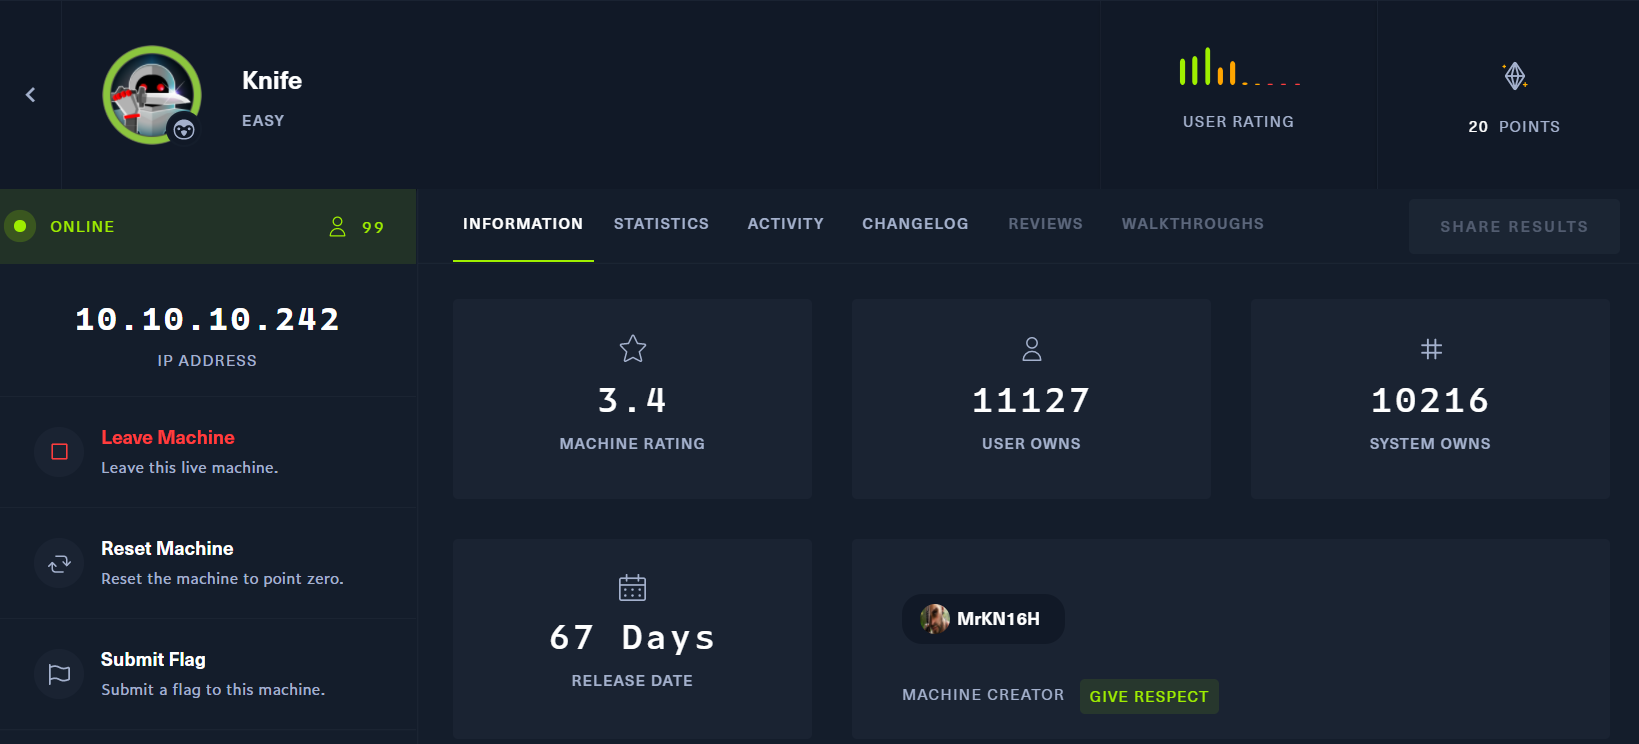 Knife
EASY
USER RATING
20 POINTS
ONLINE
99
INFORMATION
STATISTICS
ACTIVITY
CHANGELOG
REVIEWS
WALKTHROUGHS
SHARE RESULTS
10.10.10.242
IP ADDRESS
Leave Machine
Leave this live machine.
Reset Machine
Reset the machine to point zero.
Submit Flag
Submit a flag to this machine.
3.4
MACHINE RATING
11127
USER OWNS
10216
SYSTEM OWNS
67 Days
RELEASE DATE
MrKN16H
MACHINE CREATOR
GIVE RESPECT